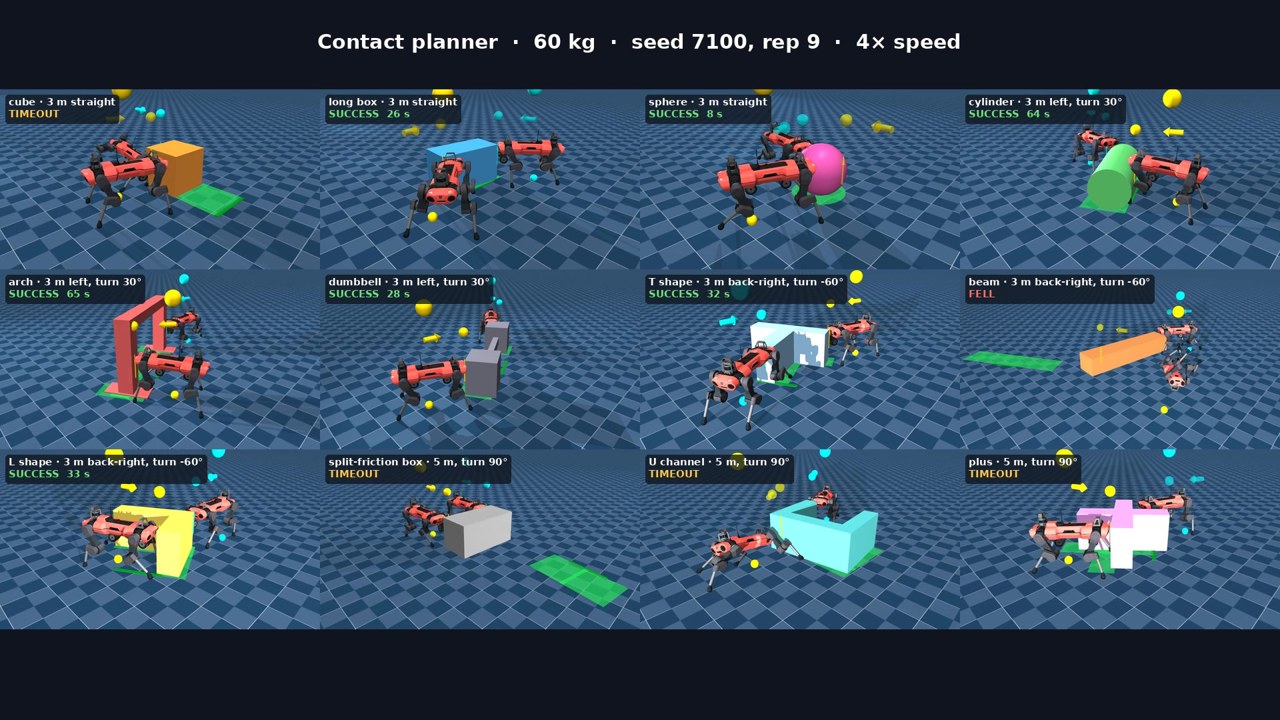 Contact planner · 60 kg · seed 7100, rep 9 · 4× speed
cube · 3 m straight
TIMEOUT
long box · 3 m straight
SUCCESS 26 s
sphere · 3 m straight
SUCCESS 8 s
cylinder · 3 m left, turn 30°
SUCCESS 64 s
arch · 3 m left, turn 30°
SUCCESS 65 s
dumbbell · 3 m left, turn 30°
SUCCESS 28 s
T shape · 3 m back-right, turn -60°
SUCCESS 32 s
beam · 3 m back-right, turn -60°
FELL
L shape · 3 m back-right, turn -60°
SUCCESS 33 s
split-friction box · 5 m, turn 90°
TIMEOUT
U channel · 5 m, turn 90°
TIMEOUT
plus · 5 m, turn 90°
TIMEOUT